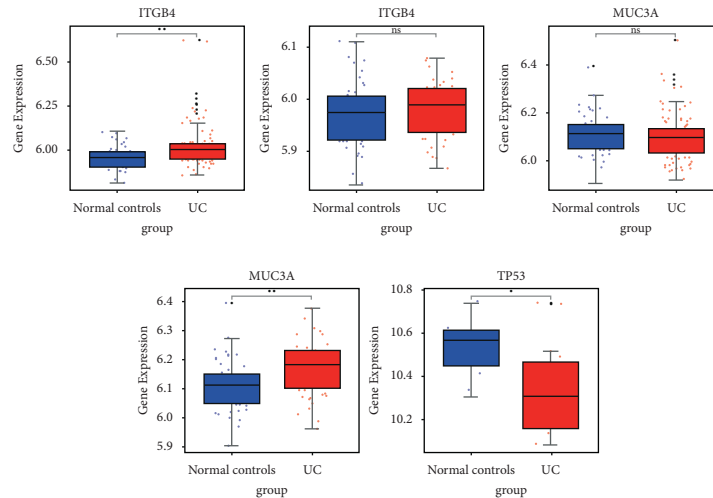 ITGB4
**
Gene Expression
6.50
6.25
6.00
Normal controls UC
group
ITGB4
ns
Gene Expression
6.1
6.0
5.9
Normal controls UC
group
MUC3A
ns
Gene Expression
6.4
6.2
6.0
Normal controls UC
group
MUC3A
**
Gene Expression
6.4
6.3
6.2
6.1
6.0
5.9
Normal controls UC
group
TP53
*
Gene Expression
10.8
10.6
10.4
10.2
Normal controls UC
group